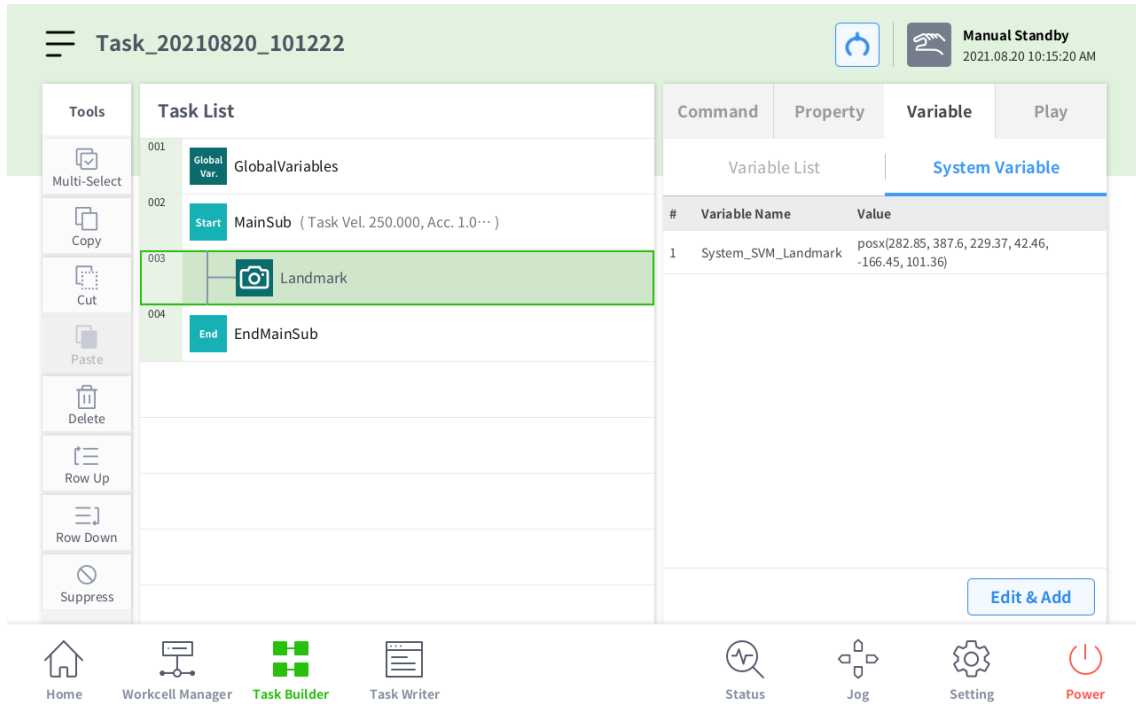 Task_20210820_101222
Manual Standby
2021.08.20 10:15:20 AM
Tools
Multi-Select
Copy
Cut
Paste
Delete
Row Up
Row Down
Suppress
Task List
001
Global
Var.
GlobalVariables
002
Start
MainSub ( Task Vel. 250.000, Acc. 1.0··· )
003
Landmark
004
End
EndMainSub
Command Property Variable Play
Variable List System Variable
# Variable Name Value
1 System_SVM_Landmark posx(282.85, 387.6, 229.37, 42.46,
-166.45, 101.36)
Edit & Add
Home Workcell Manager Task Builder Task Writer Status Jog Setting Power